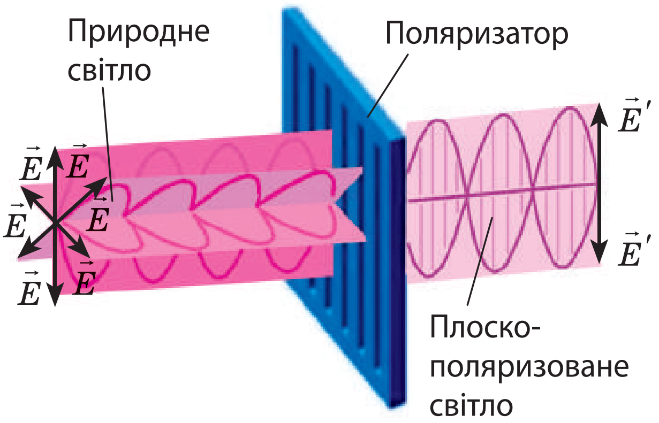 Природне
світло
Поляризатор
E⃗ E⃗
E⃗ E⃗
E⃗ E⃗
E⃗′
E⃗′
Плоско-
поляризоване
світло